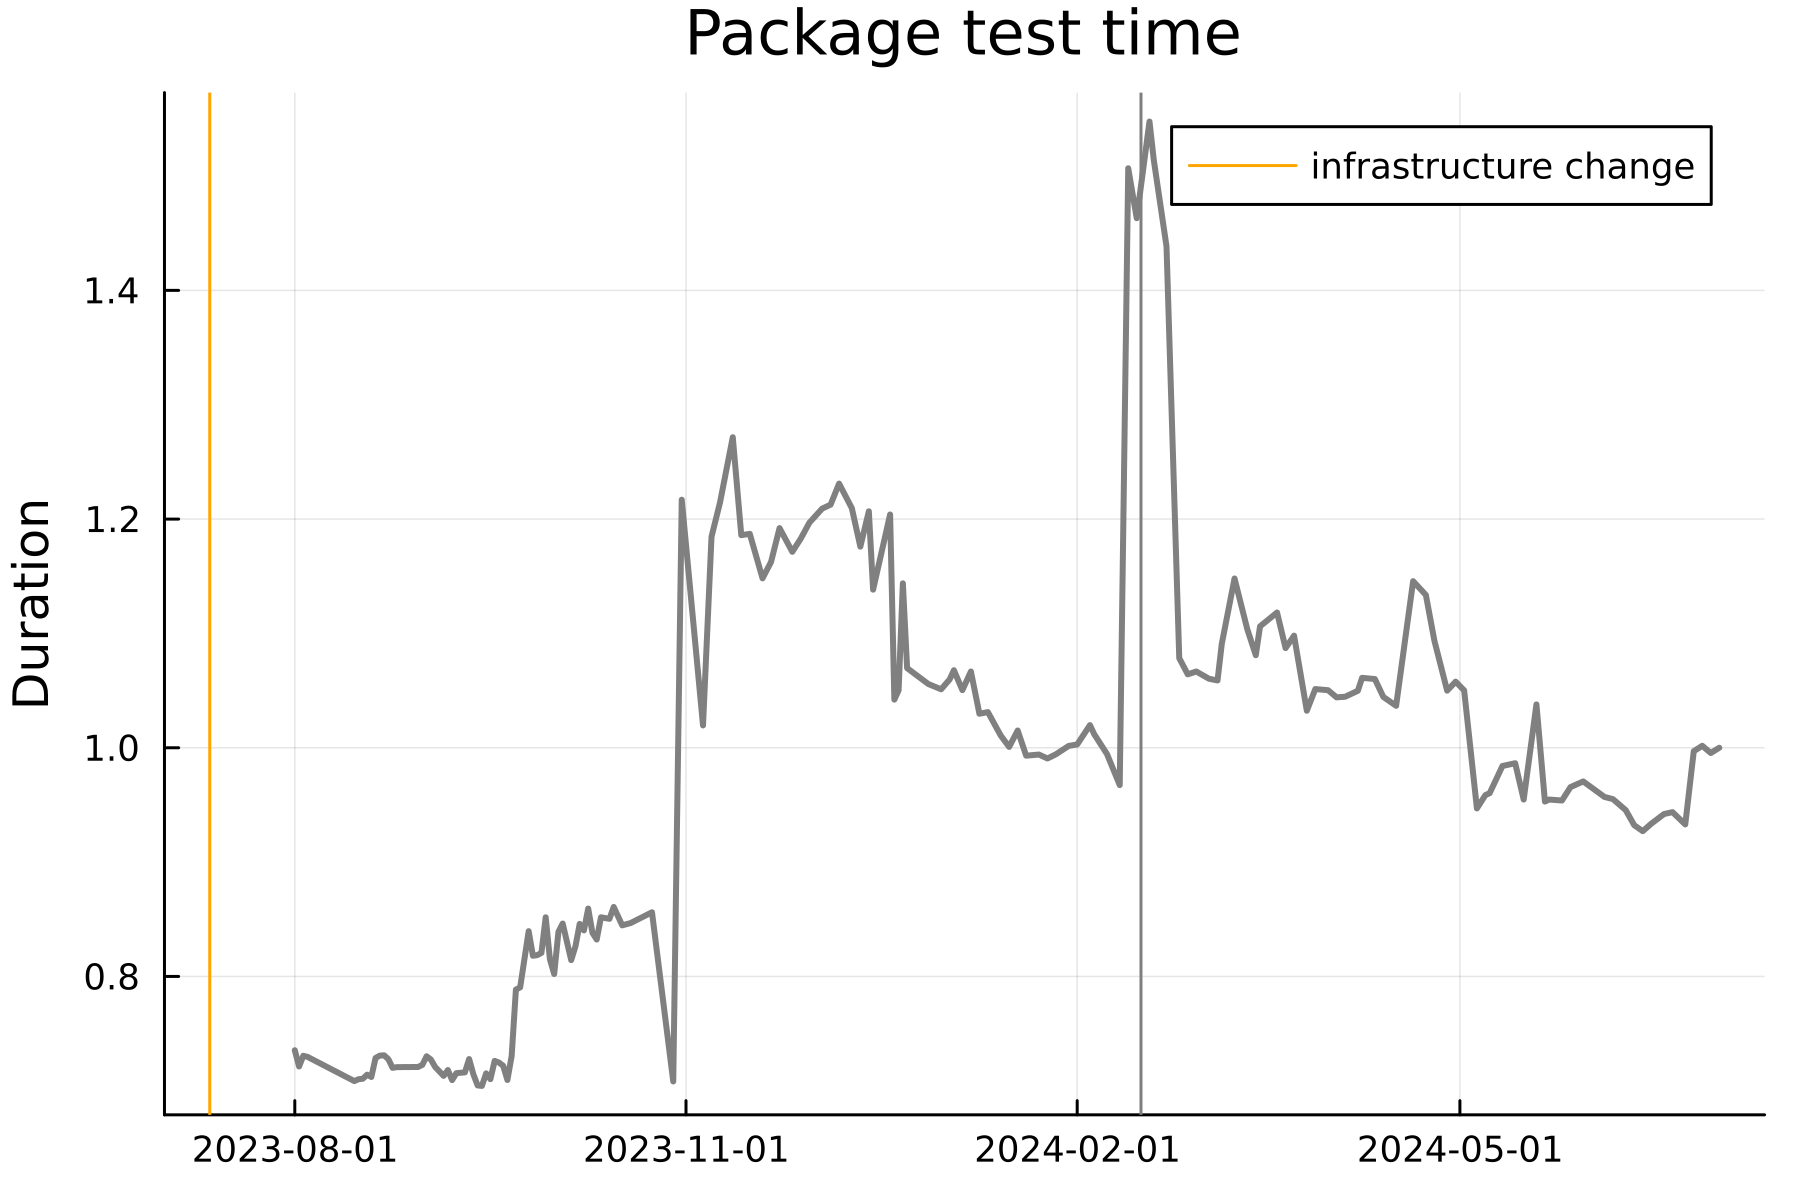 Package test time
infrastructure change
Duration
1.4
1.2
1.0
0.8
2023-08-01 2023-11-01 2024-02-01 2024-05-01